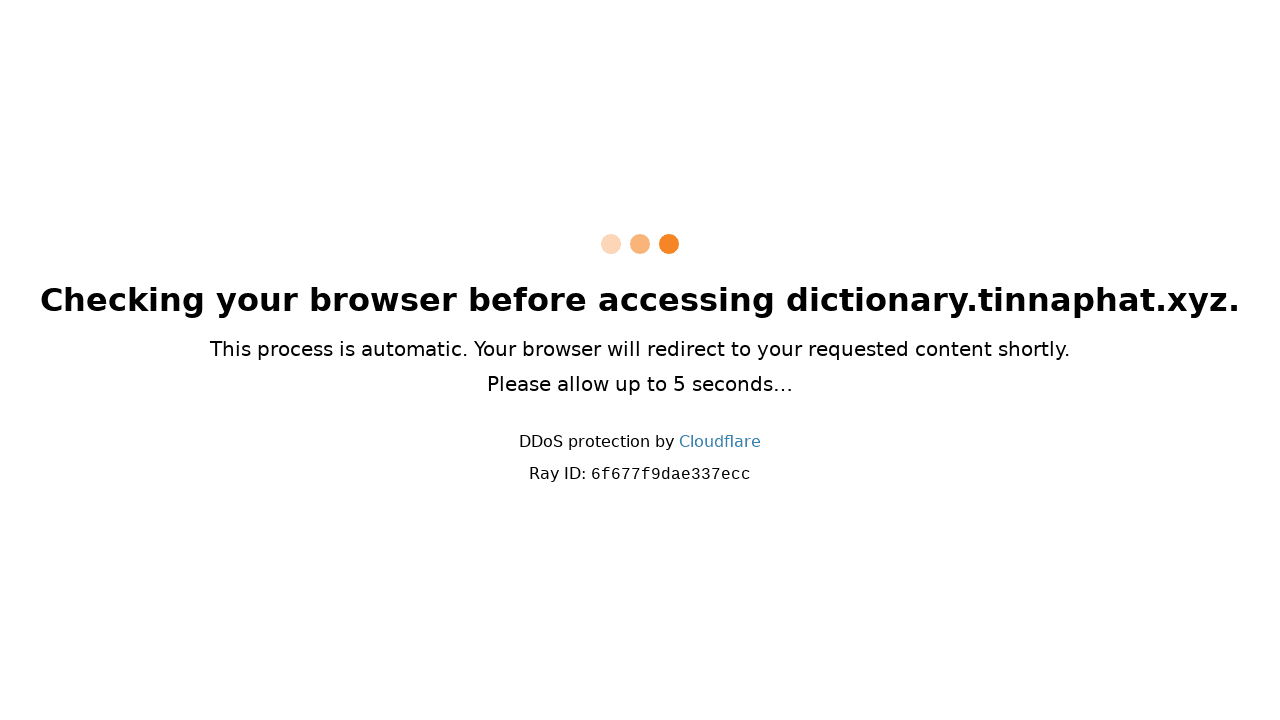 Checking your browser before accessing dictionary.tinnaphat.xyz.
This process is automatic. Your browser will redirect to your requested content shortly.
Please allow up to 5 seconds…
DDoS protection by Cloudflare
Ray ID: 6f677f9dae337ecc